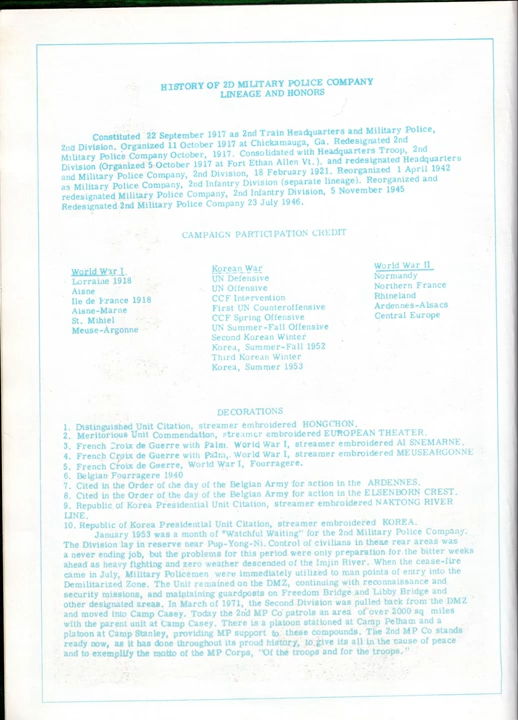 HISTORY OF 2D MILITARY POLICE COMPANY
LINEAGE AND HONORS
Constituted 22 September 1917 as 2nd Train Headquarters and Military Police,
2nd Division. Organized 11 October 1917 at Chickamauga, Ga. Redesignated 2nd
Military Police Company October, 1917. Consolidated with Headquarters Troop, 2nd
Division (Organized 5 October 1917 at Fort Ethan Allen Vt.), and redesignated Headquarters
and Military Police Company, 2nd Division, 18 February 1921. Reorganized 1 April 1942
as Military Police Company, 2nd Infantry Division (separate lineage). Reorganized and
redesignated Military Police Company, 2nd Infantry Division, 5 November 1945
Redesignated 2nd Military Police Company 23 July 1946.
CAMPAIGN PARTICIPATION CREDIT
World War I
Lorraine 1918
Aisne
Ile de France 1918
Aisne-Marne
St. Mihiel
Meuse-Argonne
Korean War
UN Defensive
UN Offensive
CCF Intervention
First UN Counteroffensive
CCF Spring Offensive
UN Summer-Fall Offensive
Second Korean Winter
Korea, Summer-Fall 1952
Third Korean Winter
Korea, Summer 1953
World War II
Normandy
Northern France
Rhineland
Ardennes-Alsacs
Central Europe
DECORATIONS
1. Distinguished Unit Citation, streamer embroidered HONGCHON.
2. Meritorious Unit Commendation, streamer embroidered EUROPEAN THEATER.
3. French Croix de Guerre with Palm. World War I, streamer embroidered AISNEMARNE.
4. French Croix de Guerre with Palm, World War I, streamer embroidered MEUSEARGONNE
5. French Croix de Gaerre, World War I, Fourragere.
6. Belgian Fourragere 1940
7. Cited in the Order of the day of the Belgian Army for action in the ARDENNES.
8. Cited in the Order of the day of the Belgian Army for action in the ELSENBORN CREST.
9. Republic of Korea Presidential Unit Citation, streamer embroidered NAKTONG RIVER
LINE.
10. Republic of Korea Presidential Unit Citation, streamer embroidered KOREA.
January 1953 was a month of "Watchful Waiting" for the 2nd Military Police Company.
The Division lay in reserve near Pup-Yong-Ni. Control of civilians in these rear areas was
a never ending job, but the problems for this period were only preparation for the bitter weeks
ahead as heavy fighting and zero weather descended of the Imjin River. When the cease-fire
came in July, Military Policemen were immediately utilized to man points of entry into the
Demilitarized Zone. The Unit remained on the DMZ, continuing with reconnaissance and
security missions, and maintaining guardposts on Freedom Bridge and Libby Bridge and
other designated areas. In March of 1971, the Second Division was pulled back from the DMZ
and moved into Camp Casey. Today the 2nd MP Co patrols an area of over 2000 sq miles
with the parent unit at Camp Casey. There is a platoon stationed at Camp Pelham and a
platoon at Camp Stanley, providing MP support to these compounds. The 2nd MP Co stands
ready now, as it has done throughout its proud history, to give its all in the cause of peace
and to exemplify the motto of the MP Corps, "Of the troops and for the troops."